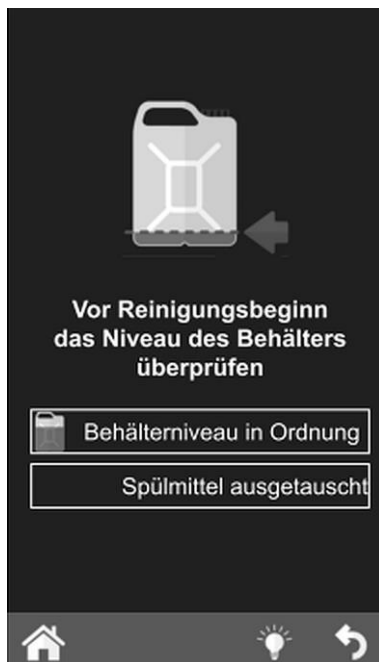 Vor Reinigungsbeginn
das Niveau des Behälters
überprüfen
Behälterniveau in Ordnung
Spülmittel ausgetauscht